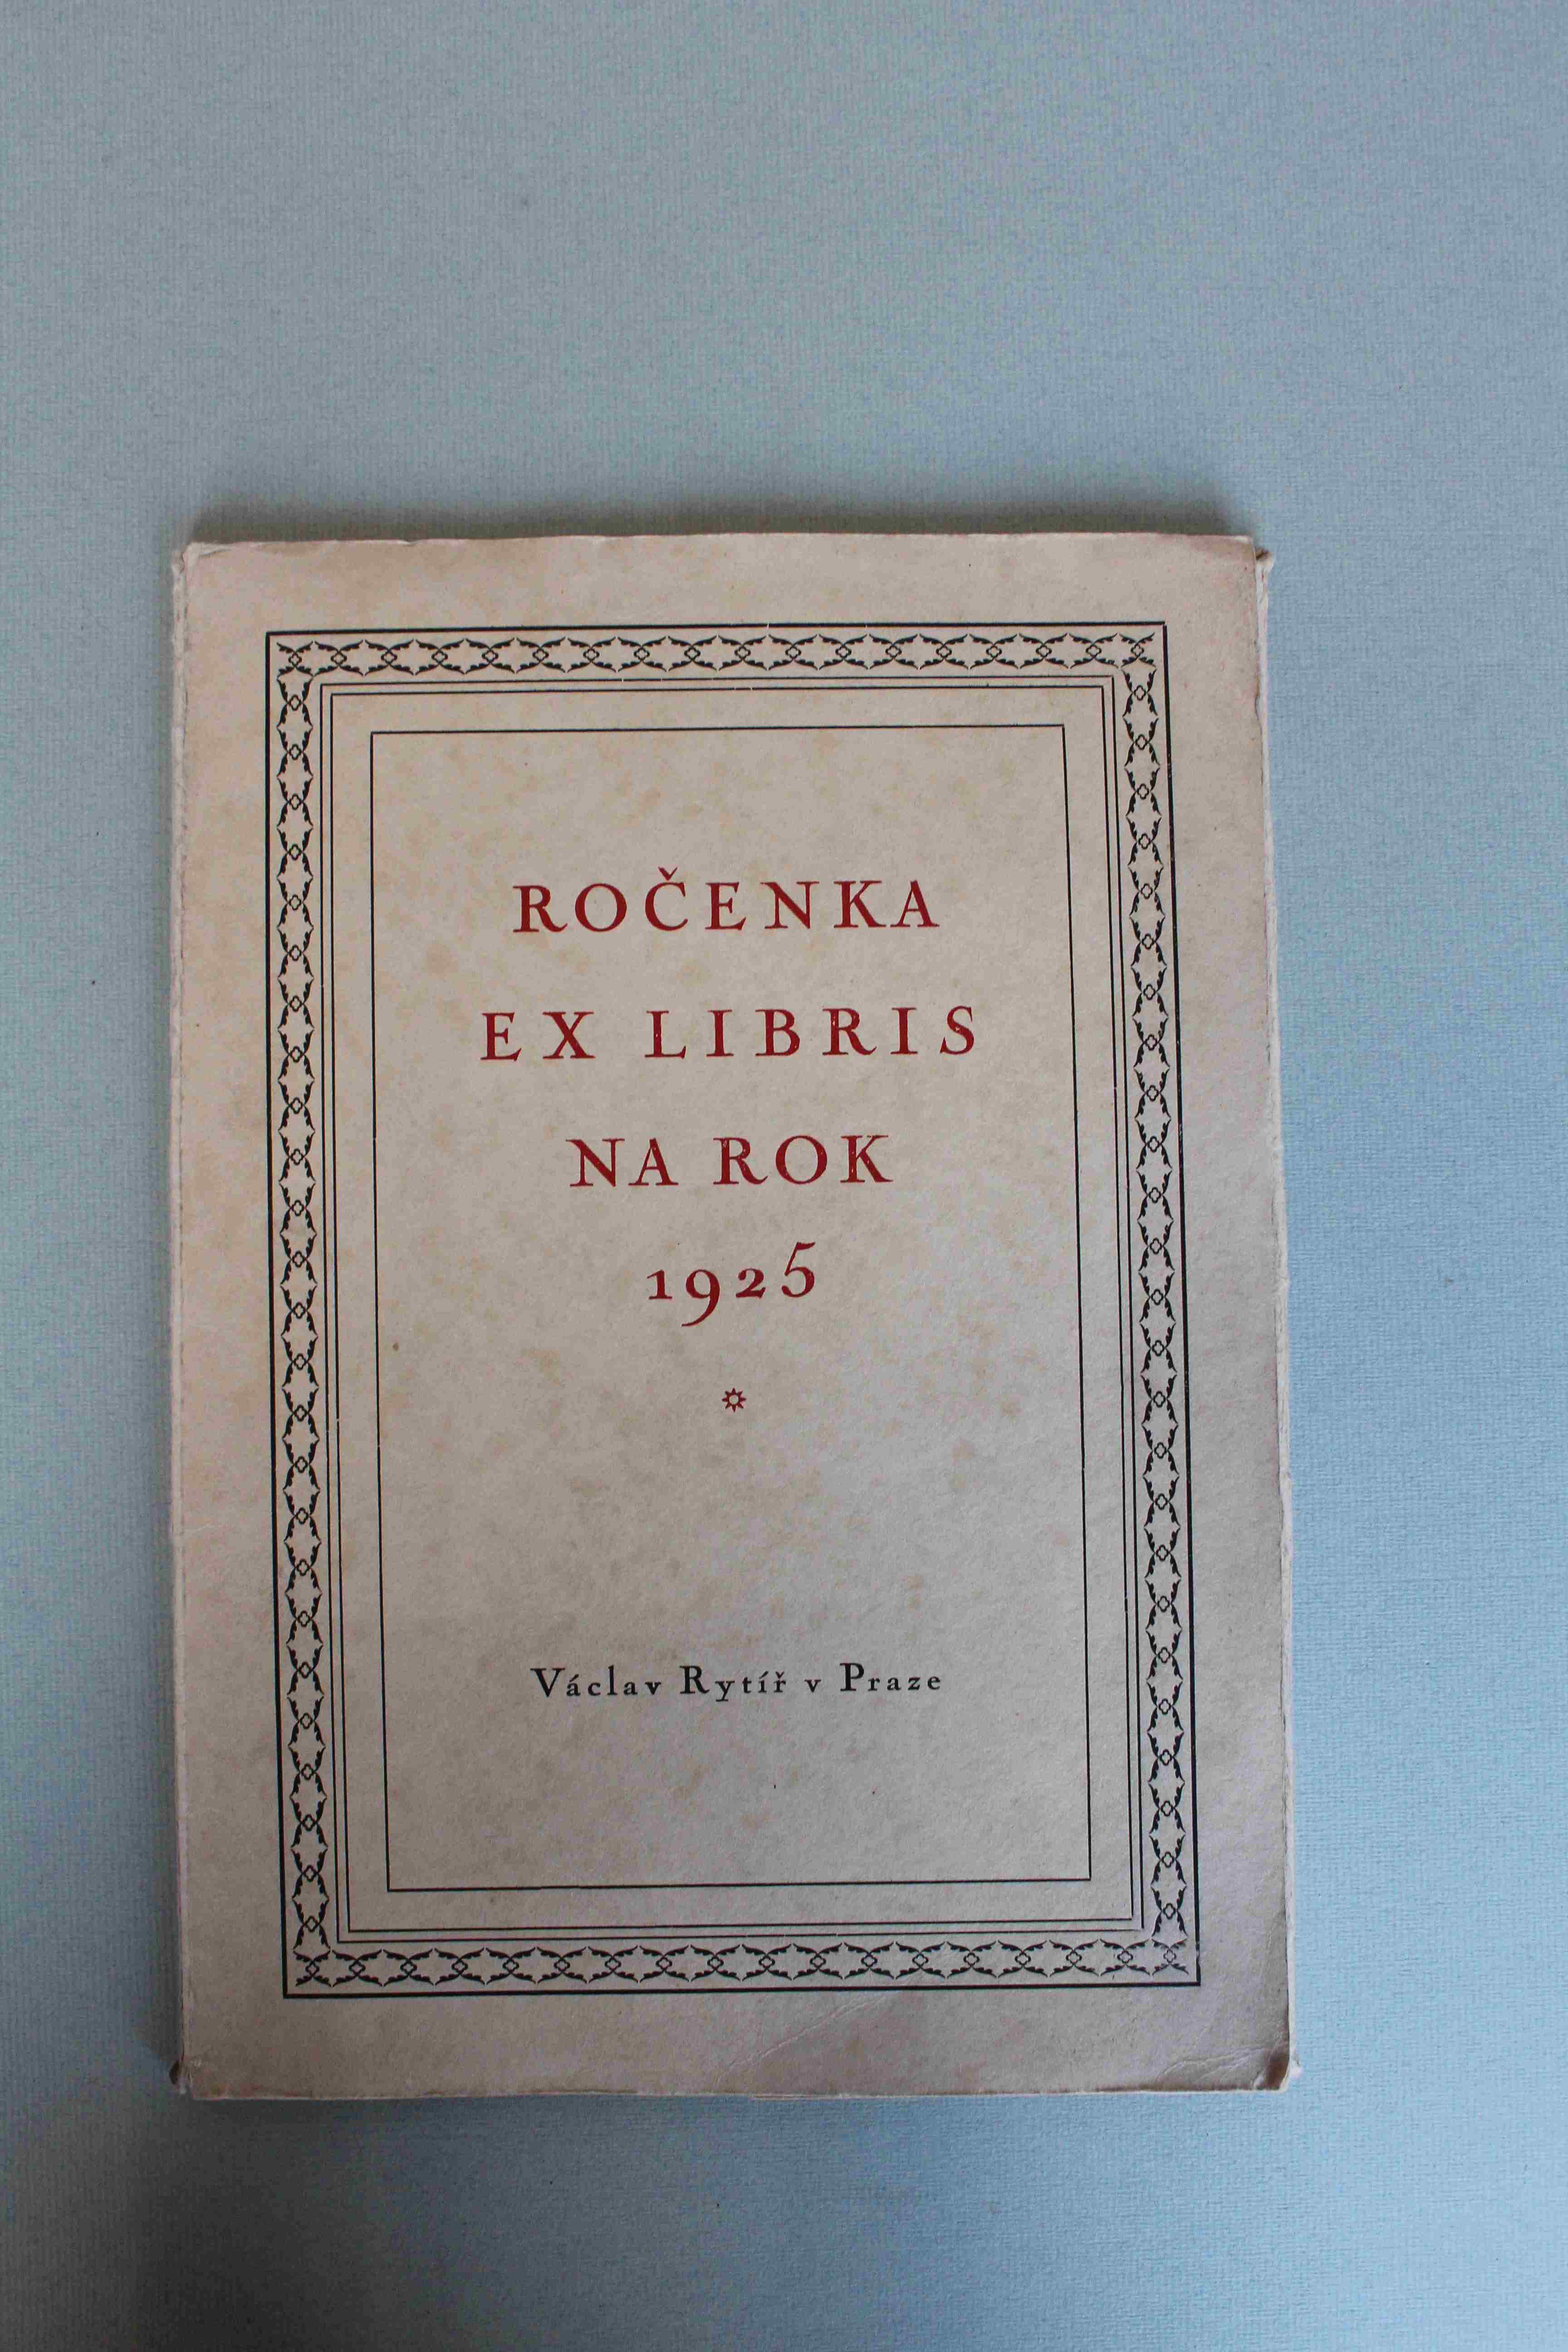 ROČENKA
EX LIBRIS
NA ROK
1925
Václav Rytíř v Praze